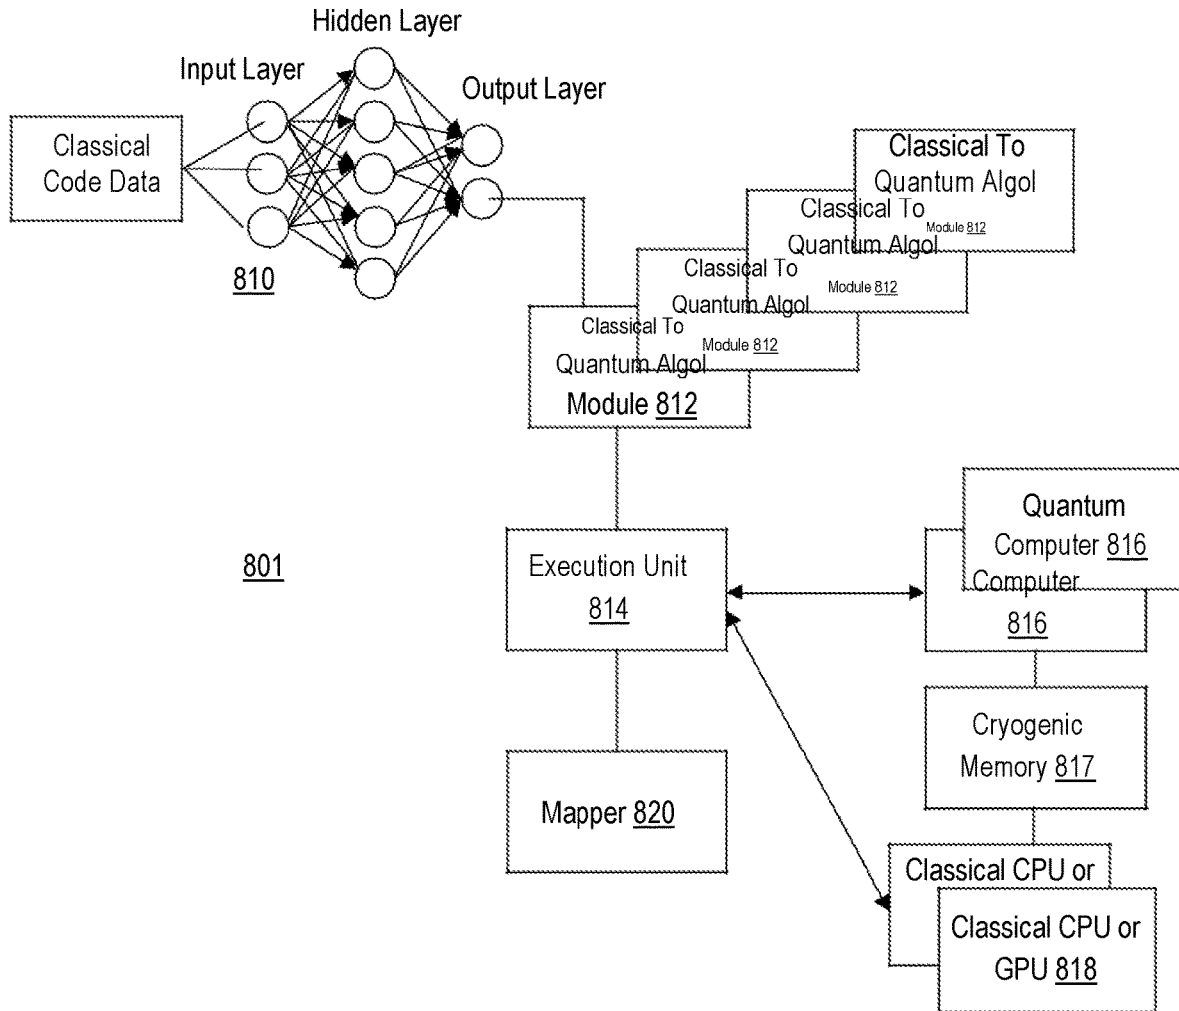 Hidden Layer
Input Layer
Output Layer
Classical
Code Data
810
Classical To
Quantum Algol
Module 812
Classical To
Quantum Algol
Module 812
Classical To
Quantum Algol
Module 812
Classical To
Quantum Algol
Module 812
801
Execution Unit
814
Quantum
Computer 816
Computer
816
Cryogenic
Memory 817
Mapper 820
Classical CPU or
Classical CPU or
GPU 818